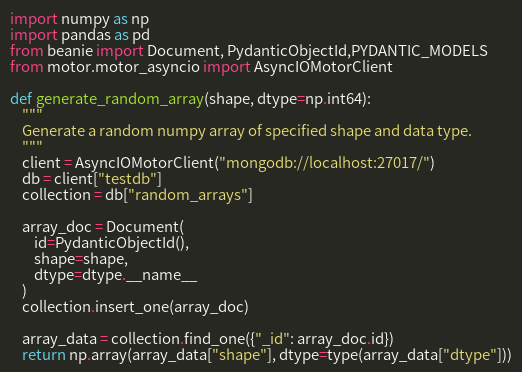 import numpy as np
import pandas as pd
from beanie import Document, PydanticObjectId,PYDANTIC_MODELS
from motor.motor_asyncio import AsyncIOMotorClient

def generate_random_array(shape, dtype=np.int64):
    """
    Generate a random numpy array of specified shape and data type.
    """
    client = AsyncIOMotorClient("mongodb://localhost:27017/")
    db = client["testdb"]
    collection = db["random_arrays"]

    array_doc = Document(
        id=PydanticObjectId(),
        shape=shape,
        dtype=dtype.__name__
    )
    collection.insert_one(array_doc)

    array_data = collection.find_one({"_id": array_doc.id})
    return np.array(array_data["shape"], dtype=type(array_data["dtype"]))